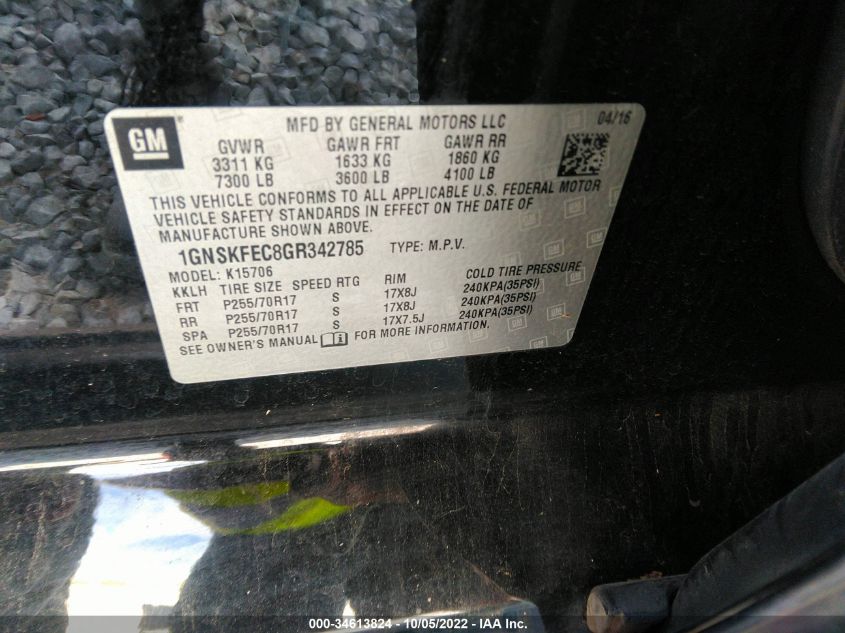 GM
MFD BY GENERAL MOTORS LLC 04/16
GVWR GAWR FRT GAWR RR
3311 KG 1633 KG 1860 KG
7300 LB 3600 LB 4100 LB
THIS VEHICLE CONFORMS TO ALL APPLICABLE U.S. FEDERAL MOTOR
VEHICLE SAFETY STANDARDS IN EFFECT ON THE DATE OF
MANUFACTURE SHOWN ABOVE.
1GNSKFEC8GR342785 TYPE: M.P.V.
MODEL: K15706
KKLH TIRE SIZE SPEED RTG RIM COLD TIRE PRESSURE
FRT P255/70R17 S 17X8J 240KPA(35PSI)
RR P255/70R17 S 17X8J 240KPA(35PSI)
SPA P255/70R17 S 17X7.5J 240KPA(35PSI)
SEE OWNER'S MANUAL FOR MORE INFORMATION.
000-34613824 - 10/05/2022 - IAA Inc.